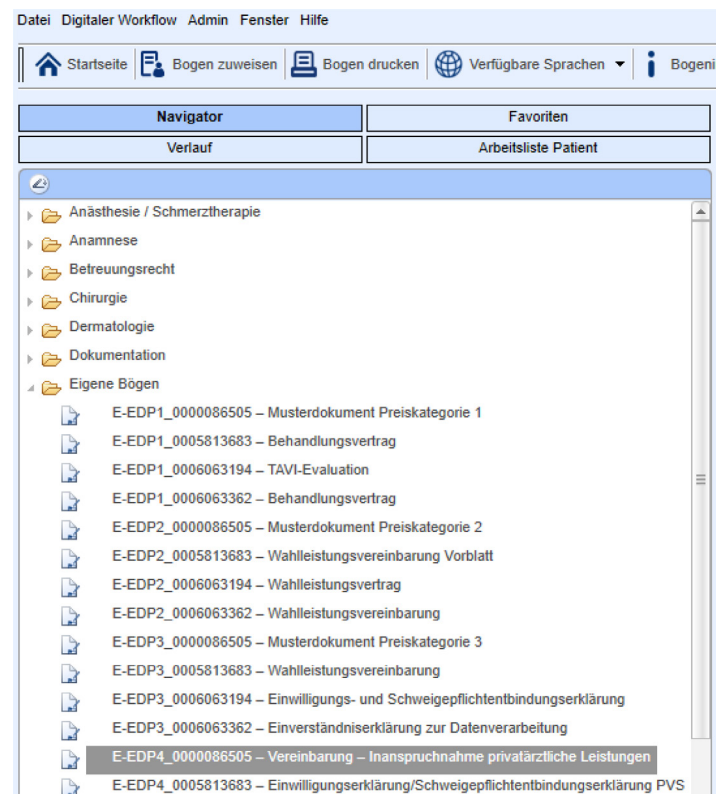 Datei Digitaler Workflow Admin Fenster Hilfe
Startseite Bogen zuweisen Bogen drucken Verfügbare Sprachen Bogeni
Navigator Favoriten
Verlauf Arbeitsliste Patient
Anästhesie / Schmerztherapie
Anamnese
Betreuungsrecht
Chirurgie
Dermatologie
Dokumentation
Eigene Bögen
E-EDP1_0000086505 – Musterdokument Preiskategorie 1
E-EDP1_0005813683 – Behandlungsvertrag
E-EDP1_0006063194 – TAVI-Evaluation
E-EDP1_0006063362 – Behandlungsvertrag
E-EDP2_0000086505 – Musterdokument Preiskategorie 2
E-EDP2_0005813683 – Wahlleistungsvereinbarung Vorblatt
E-EDP2_0006063194 – Wahlleistungsvertrag
E-EDP2_0006063362 – Wahlleistungsvereinbarung
E-EDP3_0000086505 – Musterdokument Preiskategorie 3
E-EDP3_0005813683 – Wahlleistungsvereinbarung
E-EDP3_0006063194 – Einwilligungs- und Schweigepflichtentbindungserklärung
E-EDP3_0006063362 – Einverständniserklärung zur Datenverarbeitung
E-EDP4_0000086505 – Vereinbarung – Inanspruchnahme privatärztliche Leistungen
E-EDP4_0005813683 – Einwilligungserklärung/Schweigepflichtentbindungserklärung PVS